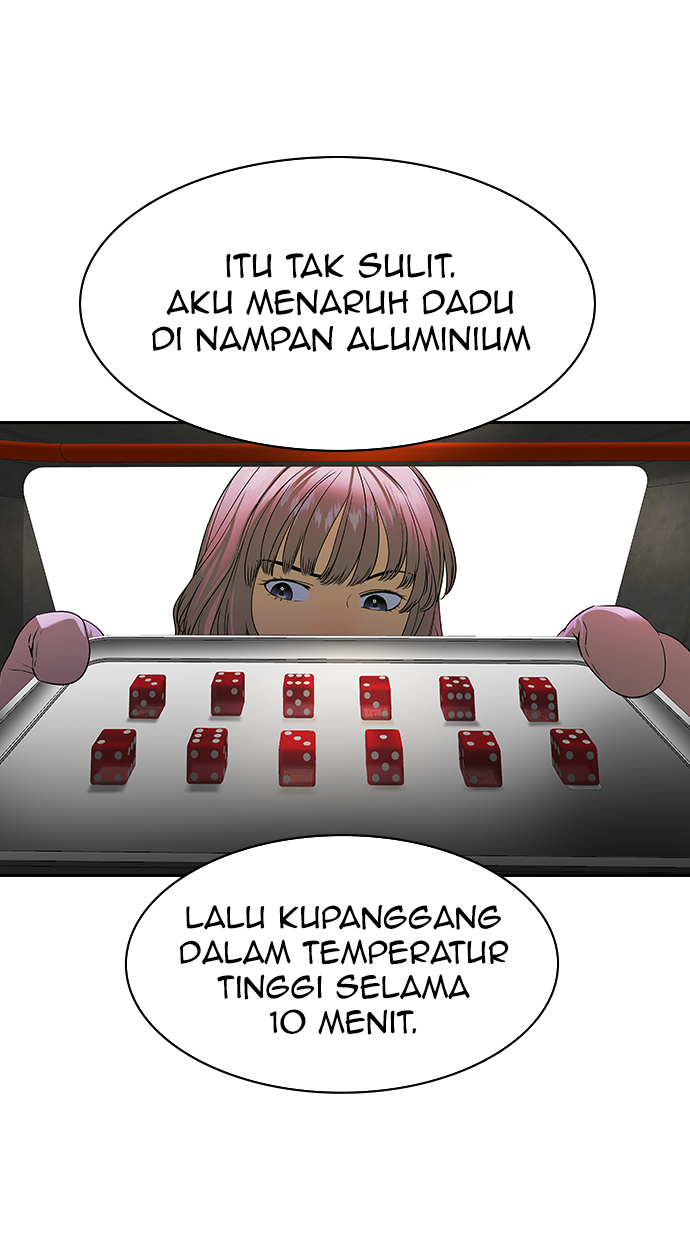 ITU TAK SULIT.
AKU MENARUH DADU
DI NAMPAN ALUMINIUM
LALU KUPANGGANG
DALAM TEMPERATUR
TINGGI SELAMA
10 MENIT.